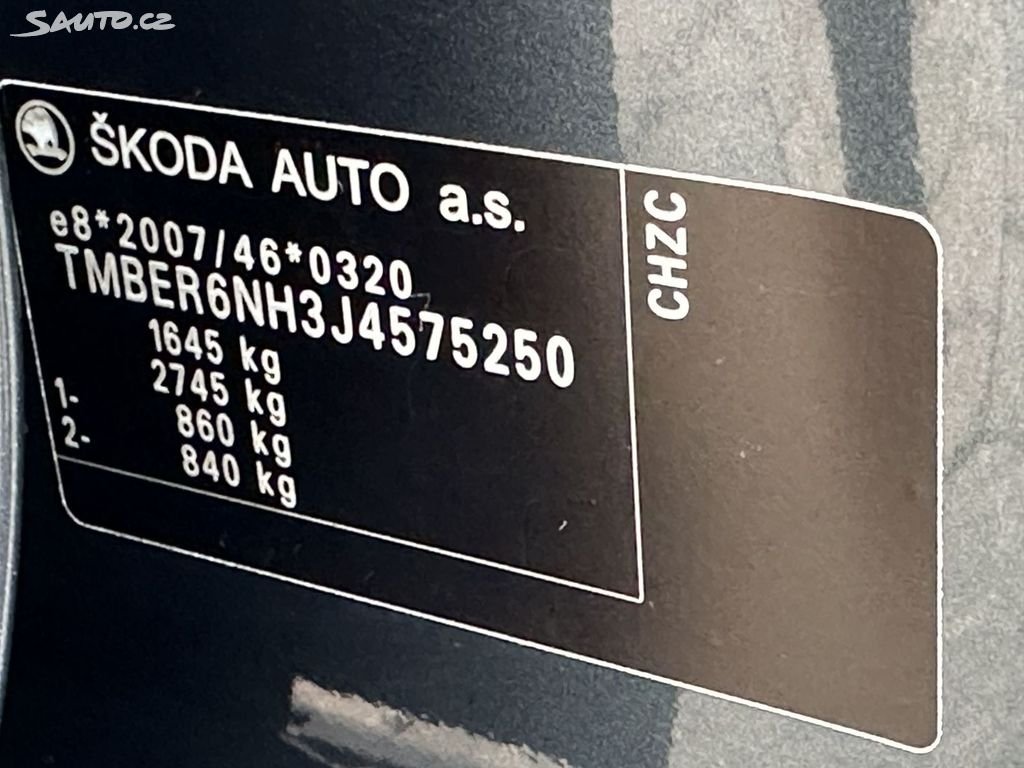 Sauto.cz
ŠKODA AUTO a.s.
e8*2007/46*0320
TMBER6NH3J4575250
1645 kg
2745 kg
1- 860 kg
2- 840 kg
CHZC